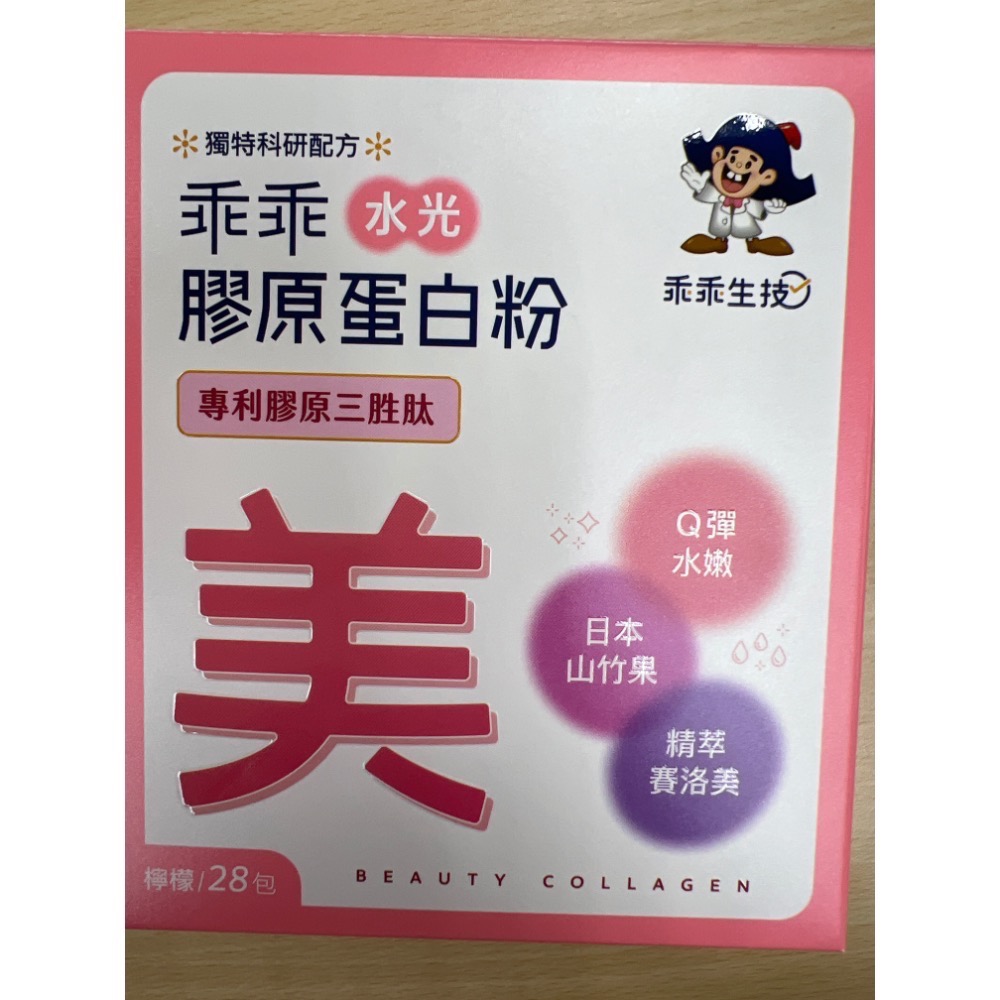 獨特科研配方
乖乖 水光
膠原蛋白粉
專利膠原三胜肽
乖乖生技
美
Q彈
水嫩
日本
山竹果
精萃
賽洛美
檸檬/28包
BEAUTY COLLAGEN